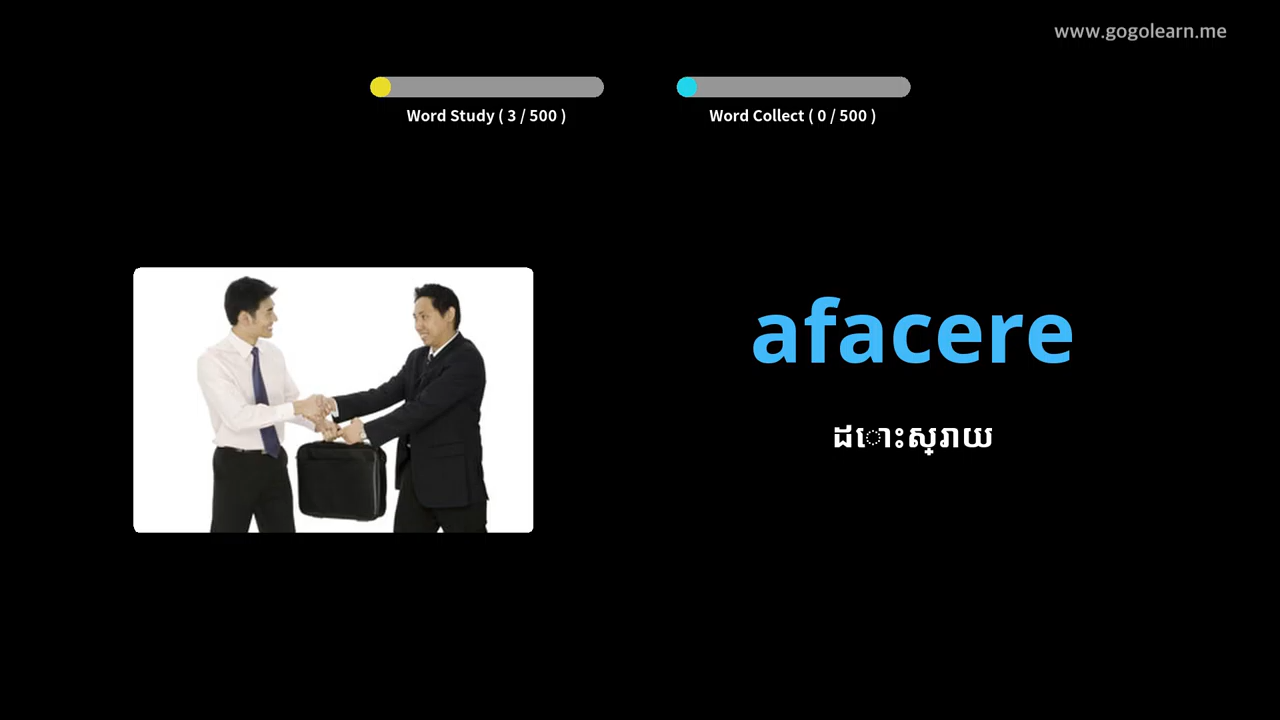 www.gogolearn.me
Word Study ( 3 / 500 )
Word Collect ( 0 / 500 )
afacere
ដោះស្រាយ